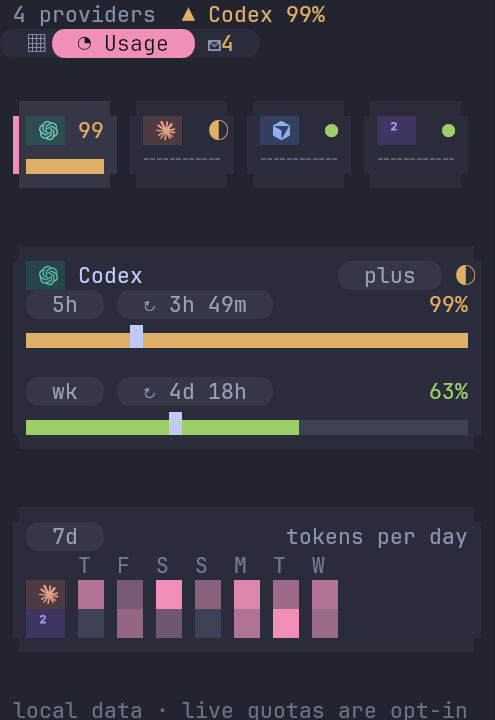 4 providers ▲ Codex 99%
Usage 4
99
2
Codex plus
5h ↻ 3h 49m 99%
wk ↻ 4d 18h 63%
7d tokens per day
T F S S M T W
2
local data · live quotas are opt-in